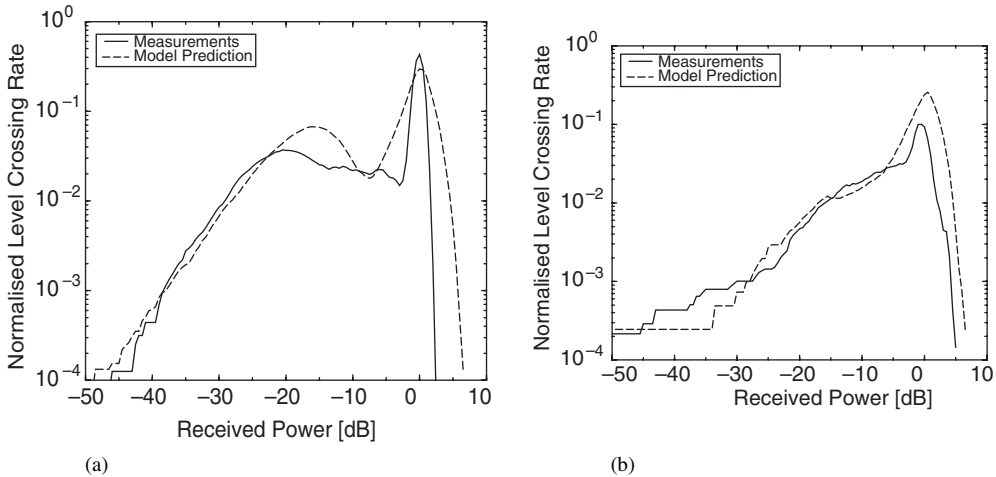 Normalised Level Crossing Rate
10^0
10^-1
10^-2
10^-3
10^-4
Measurements
Model Prediction
−50 −40 −30 −20 −10 0 10
Received Power [dB]
(a)
Normalised Level Crossing Rate
10^0
10^-1
10^-2
10^-3
10^-4
Measurements
Model Prediction
−50 −40 −30 −20 −10 0 10
Received Power [dB]
(b)